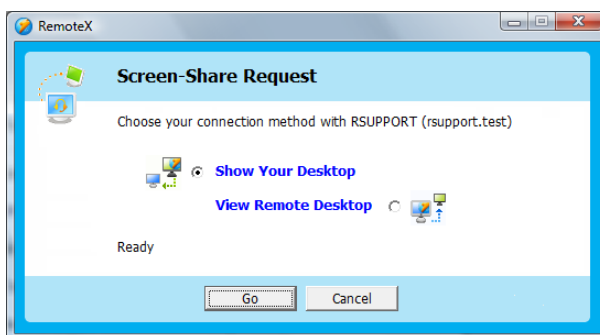 RemoteX
Screen-Share Request
Choose your connection method with RSUPPORT (rsupport.test)
Show Your Desktop
View Remote Desktop
Ready
Go Cancel